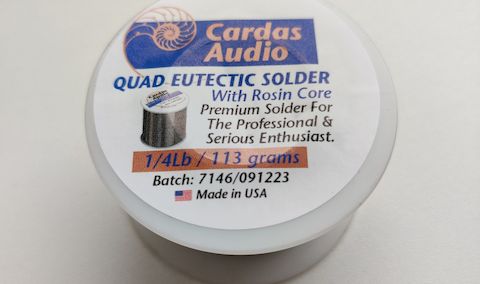 Cardas
Audio
QUAD EUTECTIC SOLDER
With Rosin Core
Premium Solder For
The Professional &
Serious Enthusiast.
1/4Lb / 113 grams
Batch: 7146/091223
Made in USA